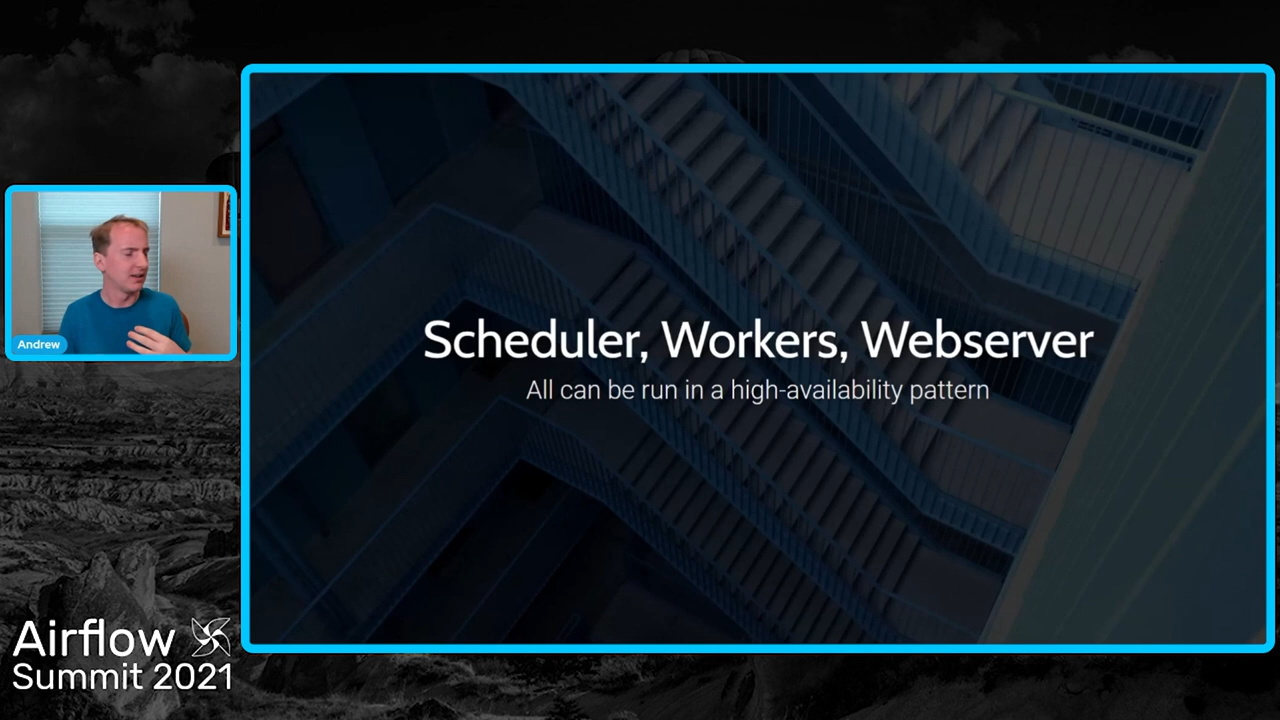 Scheduler, Workers, Webserver
All can be run in a high-availability pattern
Andrew
Airflow
Summit 2021